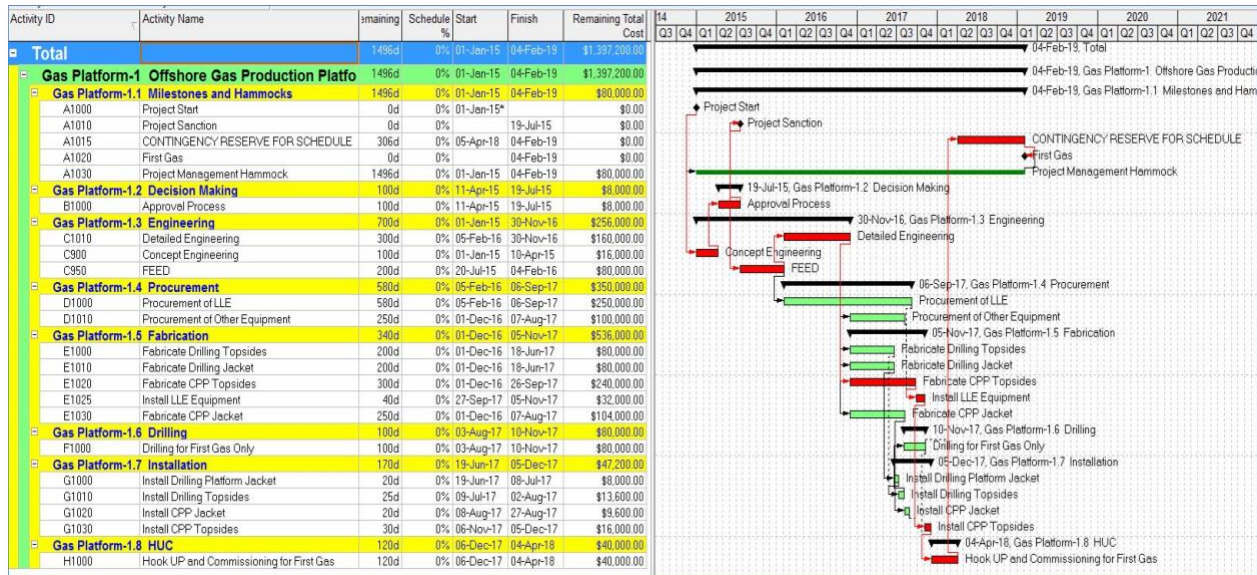 Activity ID Activity Name emaining Schedule % Start Finish Remaining Total Cost 14 2015 2016 2017 2018 2019 2020 2021
Q3 Q4 Q1 Q2 Q3 Q4 Q1 Q2 Q3 Q4 Q1 Q2 Q3 Q4 Q1 Q2 Q3 Q4 Q1 Q2 Q3 Q4 Q1 Q2 Q3 Q4 Q1 Q2 Q3 Q4
Total 1496d 0% 01-Jan-15 04-Feb-19 $1,397,200.00 04-Feb-19, Total
Gas Platform-1 Offshore Gas Production Platfo 1496d 0% 01-Jan-15 04-Feb-19 $1,397,200.00 04-Feb-19, Gas Platform-1 Offshore Gas Producti
Gas Platform-1.1 Milestones and Hammocks 1496d 0% 01-Jan-15 04-Feb-19 $80,000.00 04-Feb-19, Gas Platform-1.1 Milestones and Ham
A1000 Project Start 0d 0% 01-Jan-15* $0.00 Project Start
A1010 Project Sanction 0d 0% 19-Jul-15 $0.00 Project Sanction
A1015 CONTINGENCY RESERVE FOR SCHEDULE 306d 0% 05-Apr-18 04-Feb-19 $0.00 CONTINGENCY RESERVE FOR SCHEDULE
A1020 First Gas 0d 0% 04-Feb-19 $0.00 First Gas
A1030 Project Management Hammock 1496d 0% 01-Jan-15 04-Feb-19 $80,000.00 Project Management Hammock
Gas Platform-1.2 Decision Making 100d 0% 11-Apr-15 19-Jul-15 $8,000.00 19-Jul-15, Gas Platform-1.2 Decision Making
B1000 Approval Process 100d 0% 11-Apr-15 19-Jul-15 $8,000.00 Approval Process
Gas Platform-1.3 Engineering 700d 0% 01-Jan-15 30-Nov-16 $256,000.00 30-Nov-16, Gas Platform-1.3 Engineering
C1010 Detailed Engineering 300d 0% 05-Feb-16 30-Nov-16 $160,000.00 Detailed Engineering
C900 Concept Engineering 100d 0% 01-Jan-15 10-Apr-15 $16,000.00 Concept Engineering
C950 FEED 200d 0% 20-Jul-15 04-Feb-16 $80,000.00 FEED
Gas Platform-1.4 Procurement 580d 0% 05-Feb-16 06-Sep-17 $350,000.00 06-Sep-17, Gas Platform-1.4 Procurement
D1000 Procurement of LLE 580d 0% 05-Feb-16 06-Sep-17 $250,000.00 Procurement of LLE
D1010 Procurement of Other Equipment 250d 0% 01-Dec-16 07-Aug-17 $100,000.00 Procurement of Other Equipment
Gas Platform-1.5 Fabrication 340d 0% 01-Dec-16 05-Nov-17 $536,000.00 05-Nov-17, Gas Platform-1.5 Fabrication
E1000 Fabricate Drilling Topsides 200d 0% 01-Dec-16 18-Jun-17 $80,000.00 Fabricate Drilling Topsides
E1010 Fabricate Drilling Jacket 200d 0% 01-Dec-16 18-Jun-17 $80,000.00 Fabricate Drilling Jacket
E1020 Fabricate CPP Topsides 300d 0% 01-Dec-16 26-Sep-17 $240,000.00 Fabricate CPP Topsides
E1025 Install LLE Equipment 40d 0% 27-Sep-17 05-Nov-17 $32,000.00 Install LLE Equipment
E1030 Fabricate CPP Jacket 250d 0% 01-Dec-16 07-Aug-17 $104,000.00 Fabricate CPP Jacket
Gas Platform-1.6 Drilling 100d 0% 03-Aug-17 10-Nov-17 $80,000.00 10-Nov-17, Gas Platform-1.6 Drilling
F1000 Drilling for First Gas Only 100d 0% 03-Aug-17 10-Nov-17 $80,000.00 Drilling for First Gas Only
Gas Platform-1.7 Installation 170d 0% 19-Jun-17 05-Dec-17 $47,200.00 05-Dec-17, Gas Platform-1.7 Installation
G1000 Install Drilling Platform Jacket 20d 0% 19-Jun-17 08-Jul-17 $8,000.00 Install Drilling Platform Jacket
G1010 Install Drilling Topsides 25d 0% 09-Jul-17 02-Aug-17 $13,600.00 Install Drilling Topsides
G1020 Install CPP Jacket 20d 0% 08-Aug-17 27-Aug-17 $9,600.00 Install CPP Jacket
G1030 Install CPP Topsides 30d 0% 06-Nov-17 05-Dec-17 $16,000.00 Install CPP Topsides
Gas Platform-1.8 HUC 120d 0% 06-Dec-17 04-Apr-18 $40,000.00 04-Apr-18, Gas Platform-1.8 HUC
H1000 Hook UP and Commissioning for First Gas 120d 0% 06-Dec-17 04-Apr-18 $40,000.00 Hook UP and Commissioning for First Gas